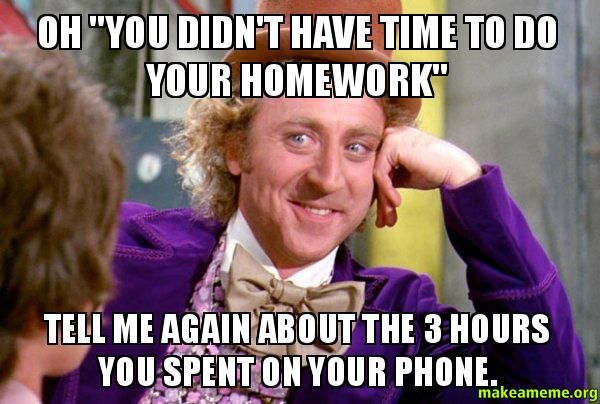 OH "YOU DIDN'T HAVE TIME TO DO
YOUR HOMEWORK"
TELL ME AGAIN ABOUT THE 3 HOURS
YOU SPENT ON YOUR PHONE.
makeameme.org